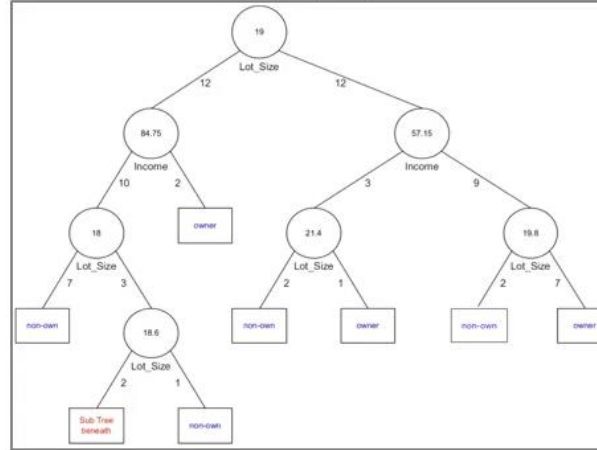 19
Lot_Size
12
12
84.75
Income
57.15
Income
10
2
3
9
18
Lot_Size
owner
21.4
Lot_Size
19.8
Lot_Size
7
3
2
1
2
7
non-own
18.6
Lot_Size
non-own
owner
non-own
owner
2
1
Sub Tree
beneath
non-own